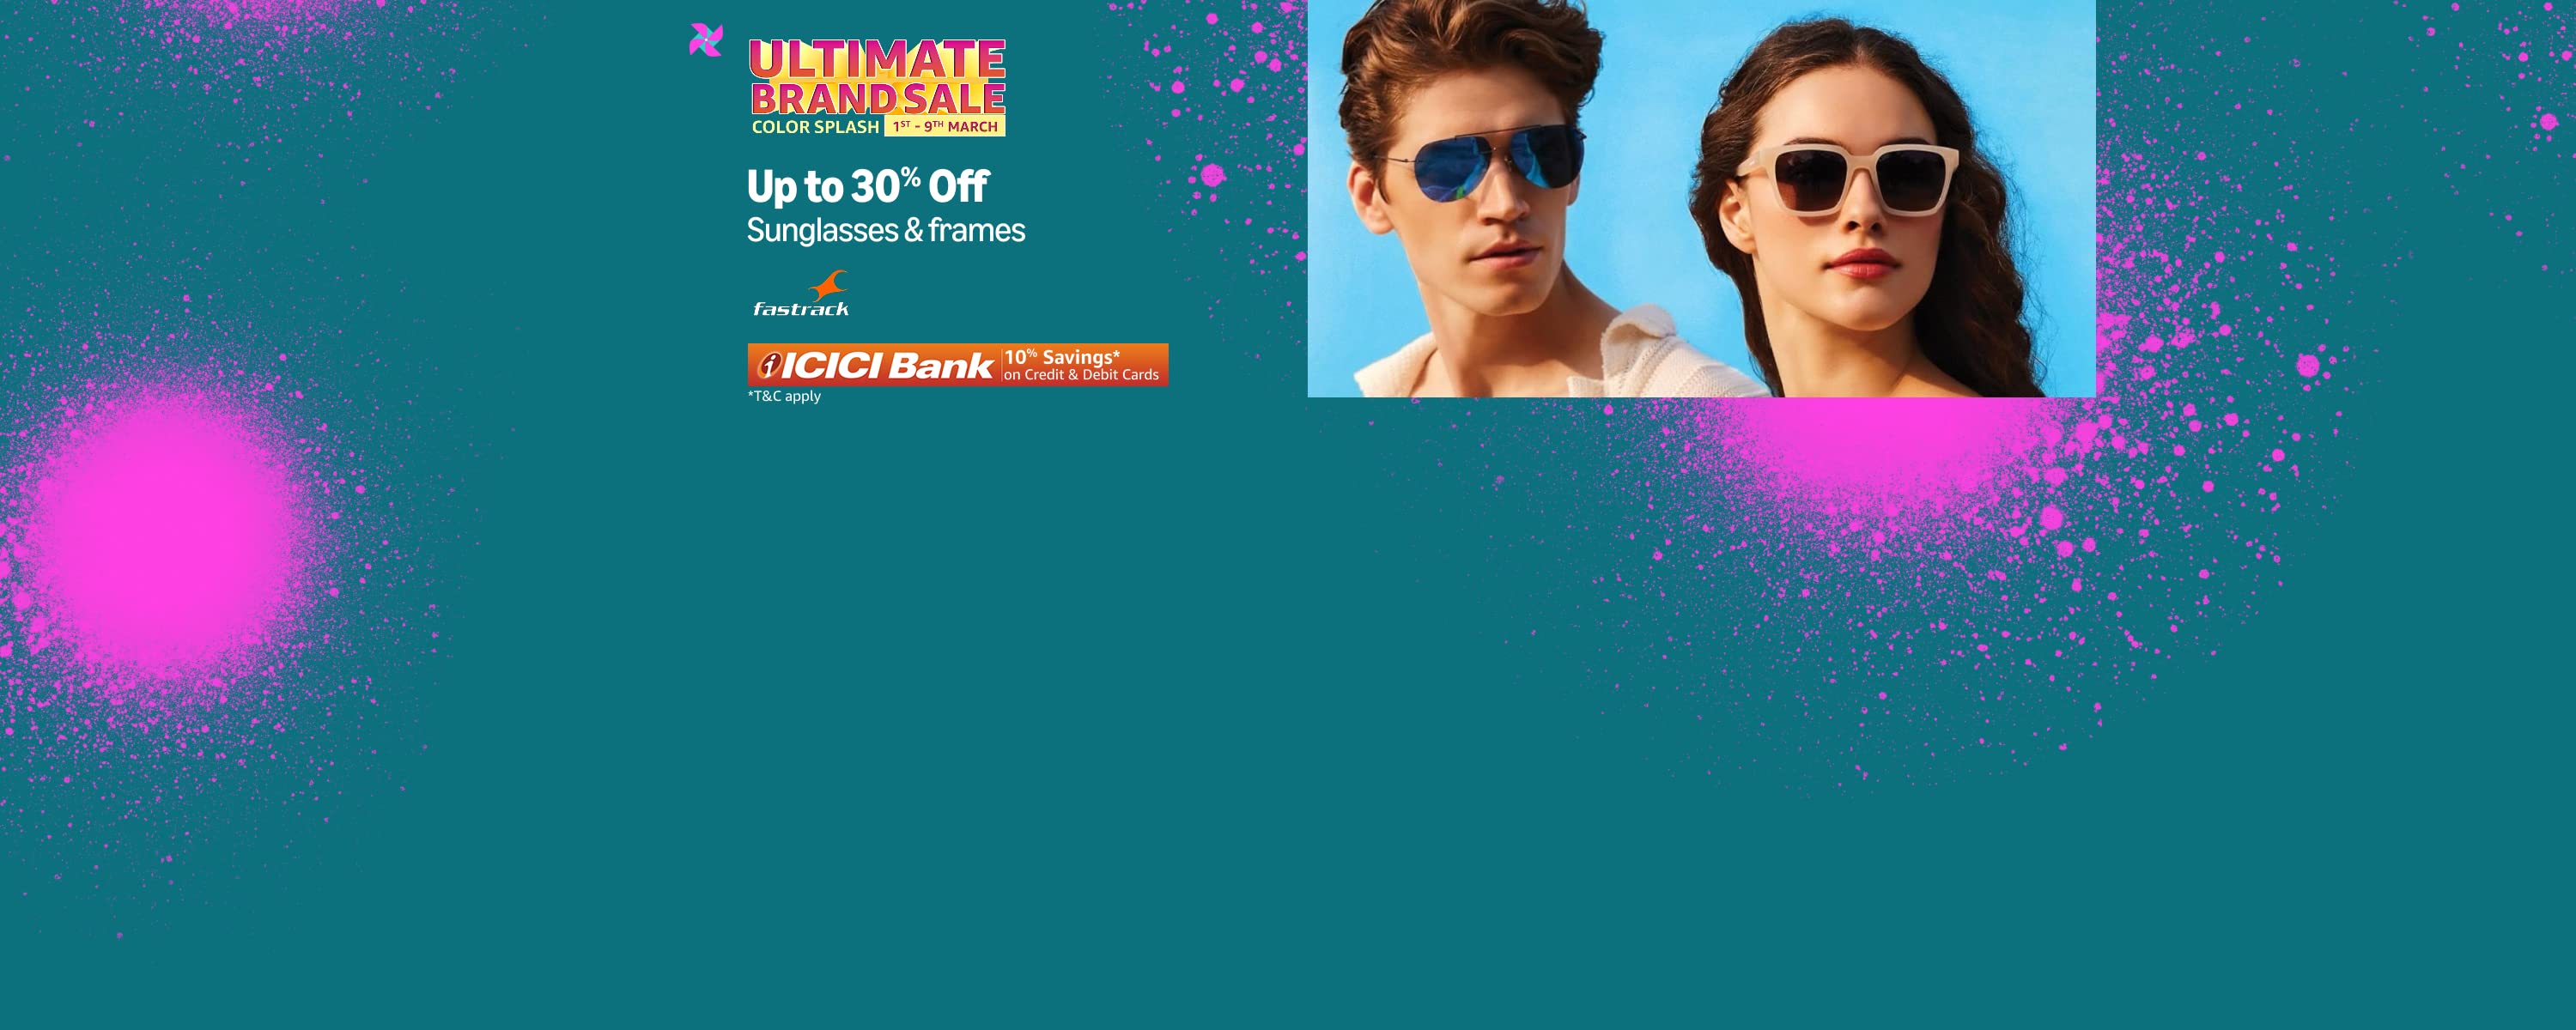 ULTIMATE
BRAND SALE
COLOR SPLASH 1ST - 9TH MARCH
Up to 30% Off
Sunglasses & frames
fastrack
iICICI Bank 10% Savings*
on Credit & Debit Cards
*T&C apply